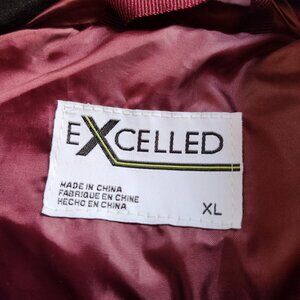 EXCELLED
MADE IN CHINA
FABRIQUE EN CHINE
HECHO EN CHINA
XL